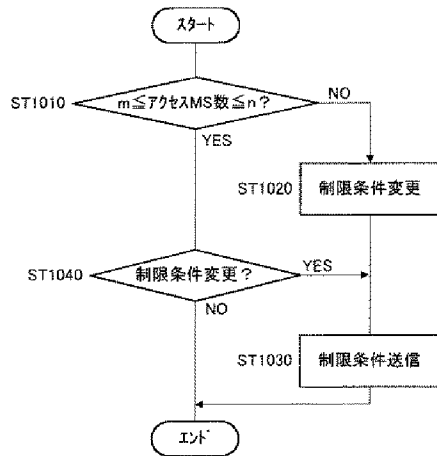 スタート
ST1010
m≦アクセスMS数≦n?
NO
YES
ST1020
制限条件変更
ST1040
制限条件変更?
YES
NO
ST1030
制限条件送信
エンド